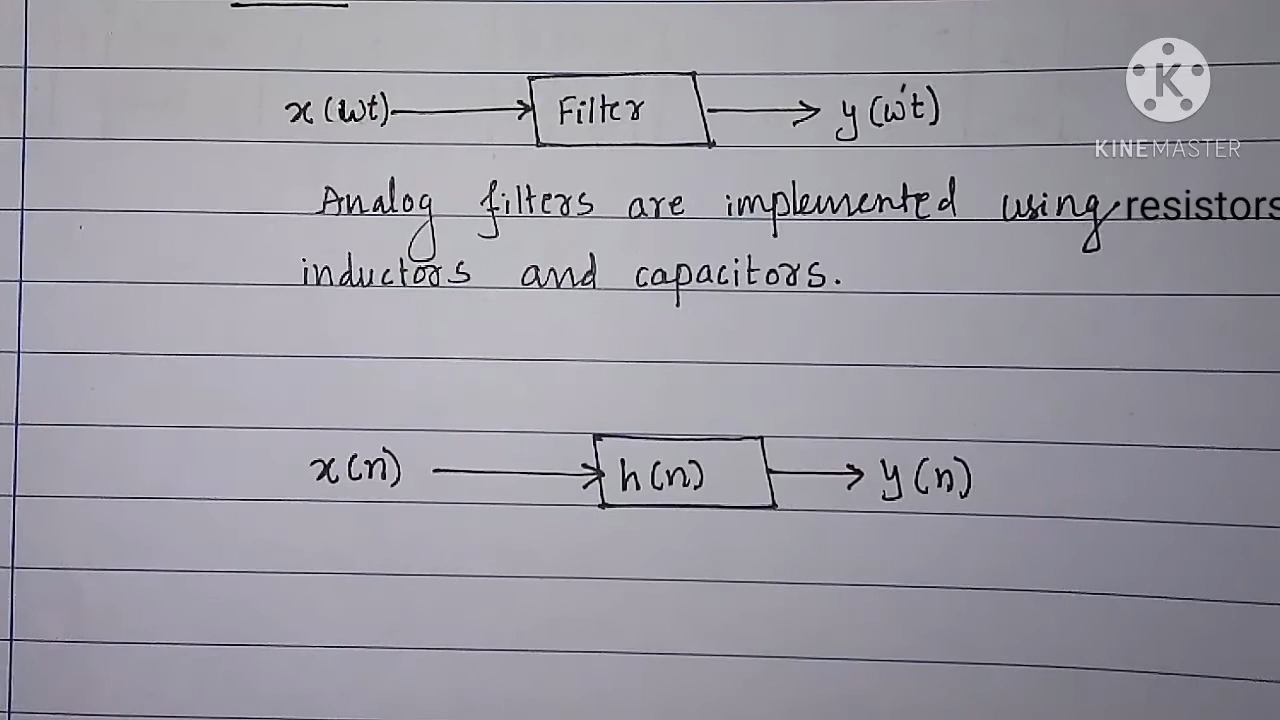 x(ωt) Filter y(ω't)
KINEMASTER
Analog filters are implemented using resistors
inductors and capacitors.
x(n) h(n) y(n)